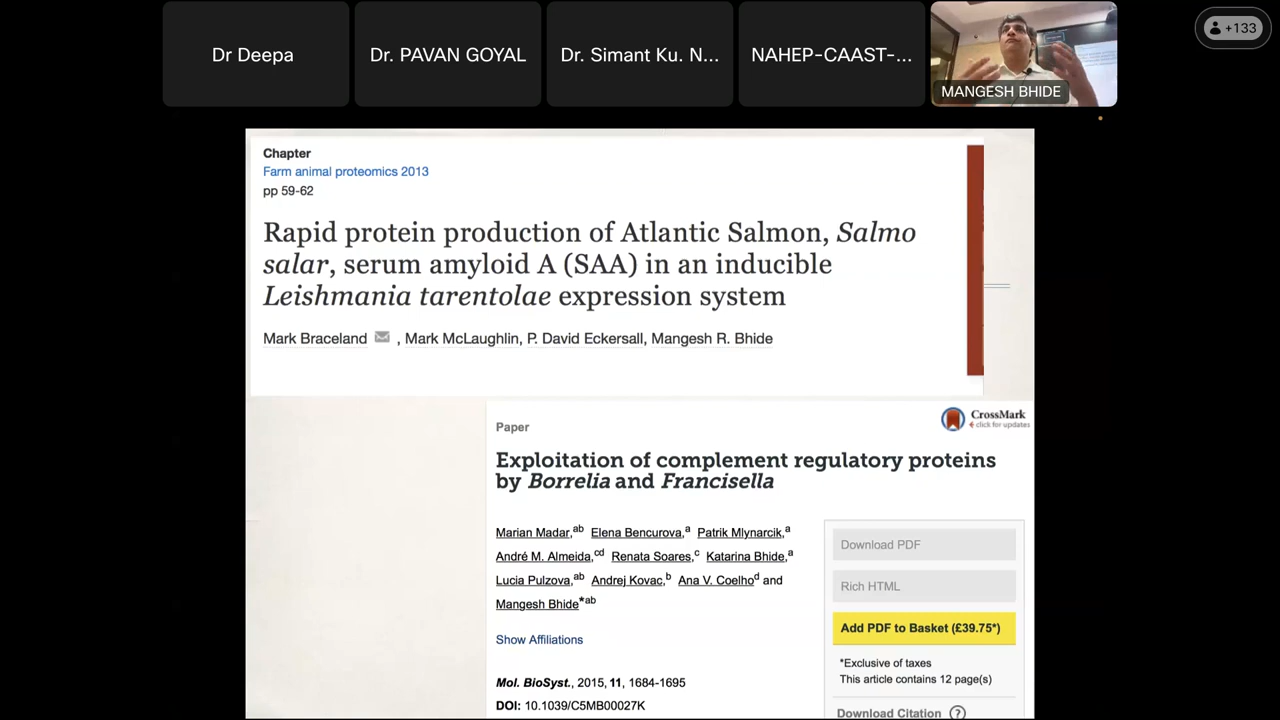 Dr Deepa
Dr. PAVAN GOYAL
Dr. Simant Ku. N...
NAHEP-CAAST-...
MANGESH BHIDE
+133
Chapter
Farm animal proteomics 2013
pp 59-62
Rapid protein production of Atlantic Salmon, Salmo
salar, serum amyloid A (SAA) in an inducible
Leishmania tarentolae expression system
Mark Braceland , Mark McLaughlin, P. David Eckersall, Mangesh R. Bhide
CrossMark
click for updates
Paper
Exploitation of complement regulatory proteins
by Borrelia and Francisella
Marian Madar,ab Elena Bencurova,a Patrik Mlynarcik,a
André M. Almeida,cd Renata Soares,c Katarina Bhide,a
Lucia Pulzova,ab Andrej Kovac,b Ana V. Coelhod and
Mangesh Bhide*ab
Show Affiliations
Mol. BioSyst., 2015, 11, 1684-1695
DOI: 10.1039/C5MB00027K
Download PDF
Rich HTML
Add PDF to Basket (£39.75*)
*Exclusive of taxes
This article contains 12 page(s)
Download Citation ?